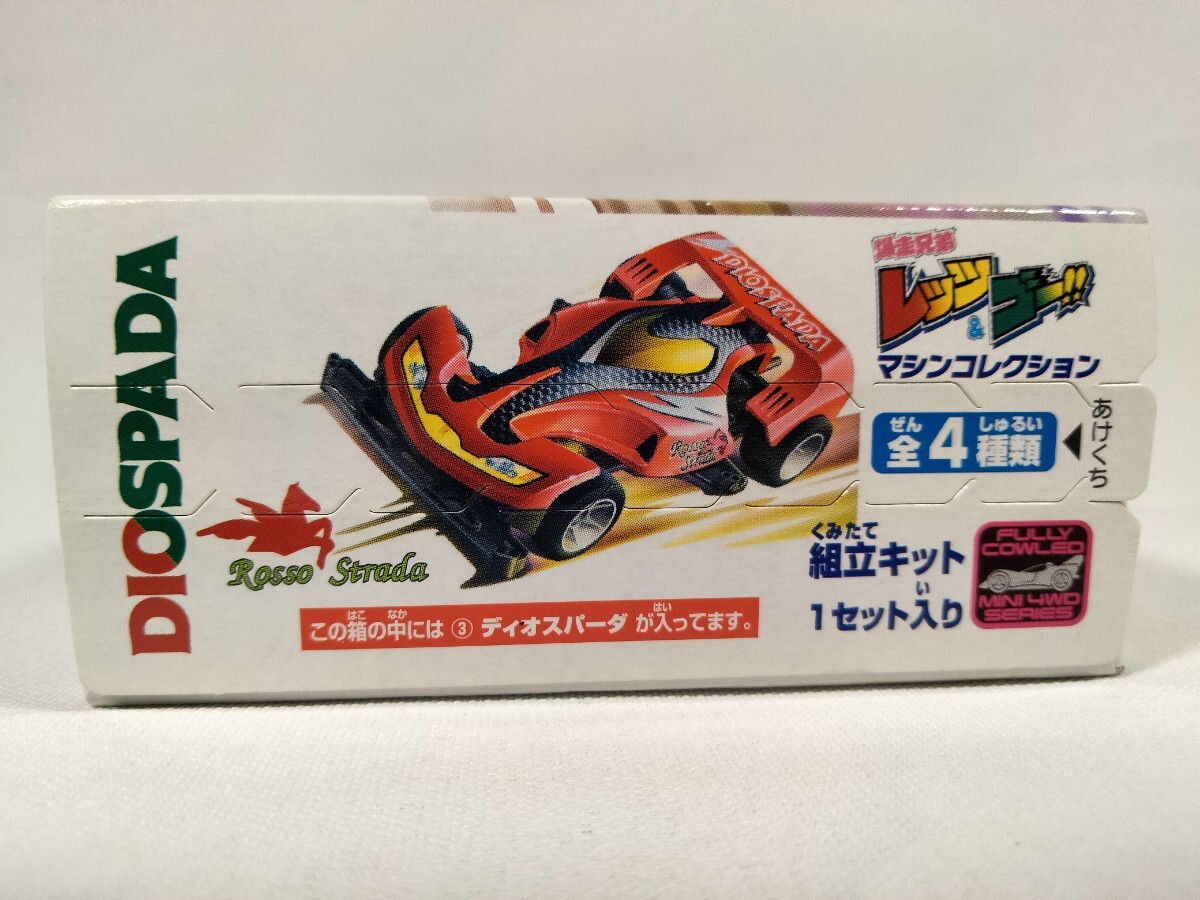 DIOSPADA
DIOSPADA
Rosso
Strada
Rosso Strada
はこ なか はい
この箱の中には ③ ディオスパーダ が入ってます。
爆走兄弟
レッツ&ゴー!!
マシンコレクション
ぜん しゅるい
全4種類
あけくち
くみたて
組立キット
い
1セット入り
FULLY
COWLED
MINI 4WD
SERIES